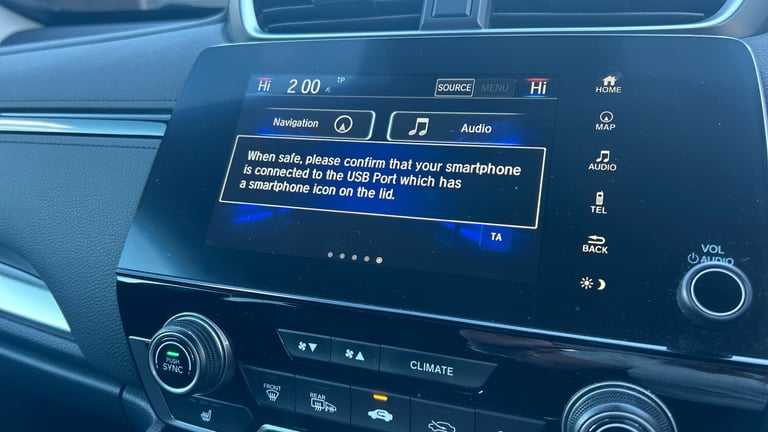 Hi 2 00 TP SOURCE MENU Hi
HOME
Navigation Audio
MAP
When safe, please confirm that your smartphone
is connected to the USB Port which has
a smartphone icon on the lid.
AUDIO
TEL
TA
BACK
VOL
AUDIO
PUSH
SYNC
CLIMATE
FRONT
REAR